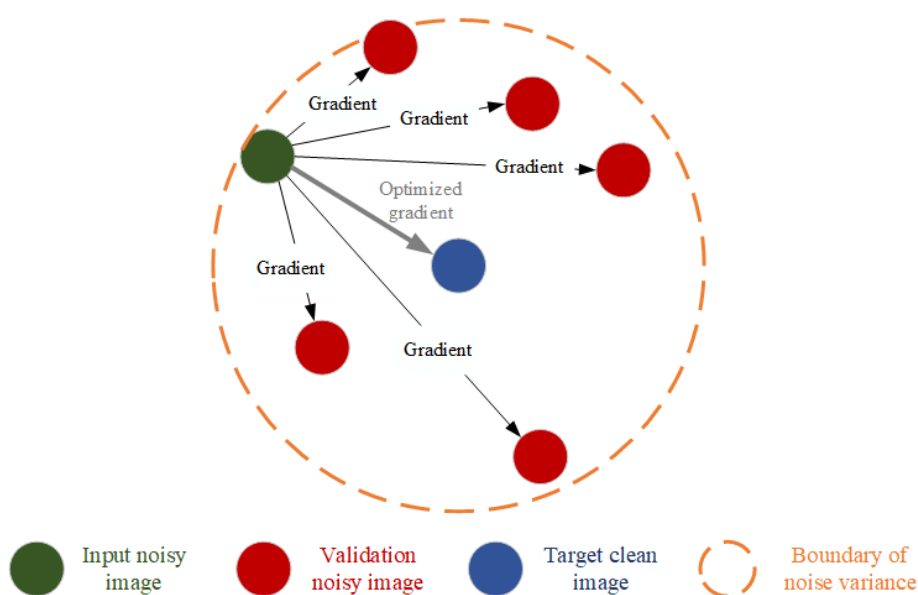 Gradient
Gradient
Gradient
Optimized
gradient
Gradient
Gradient
Input noisy
image
Validation
noisy image
Target clean
image
Boundary of
noise variance